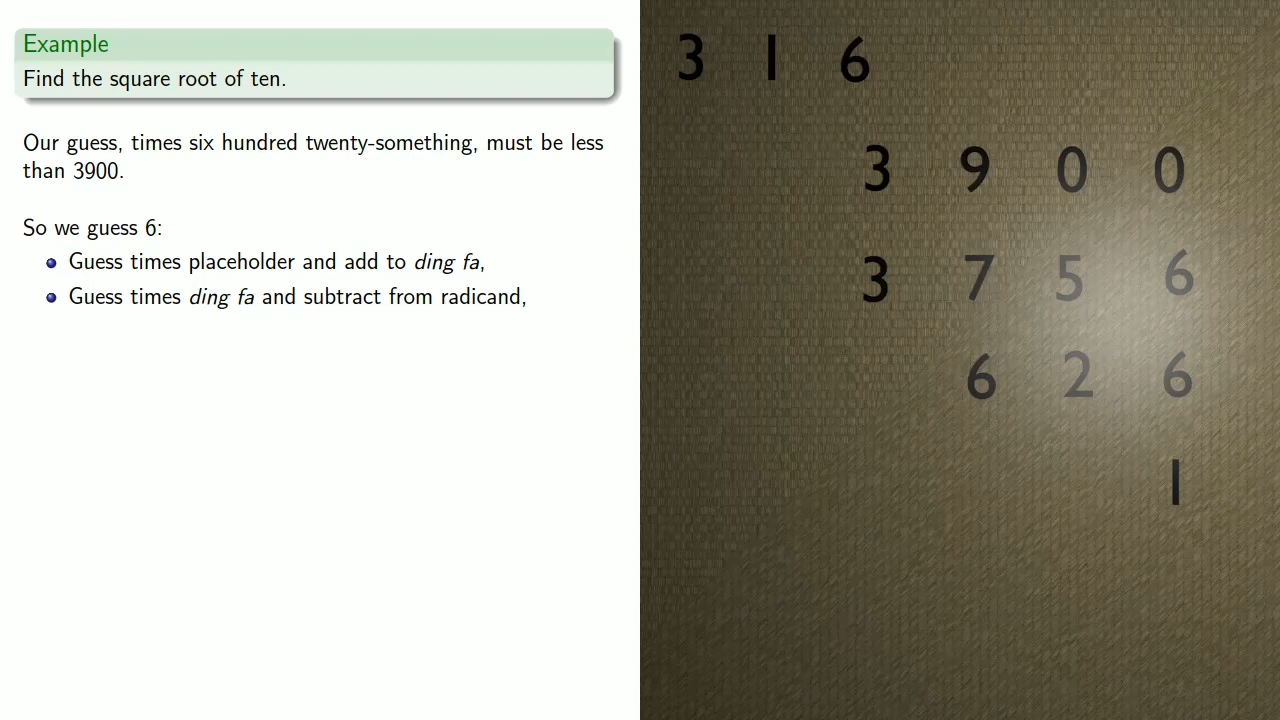 Example
Find the square root of ten.
Our guess, times six hundred twenty-something, must be less
than 3900.
So we guess 6:
Guess times placeholder and add to ding fa,
Guess times ding fa and subtract from radicand,
3 1 6
3 9 0 0
3 7 5 6
6 2 6
1